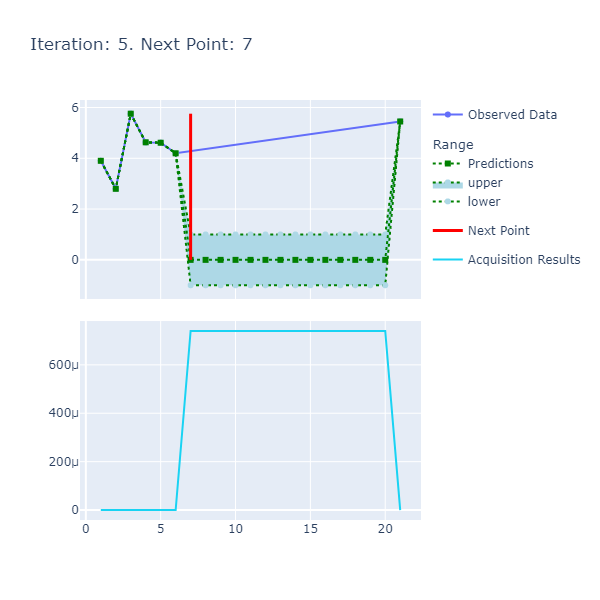 Iteration: 5. Next Point: 7
6
4
2
0
Observed Data
Range
Predictions
upper
lower
Next Point
Acquisition Results
600μ
400μ
200μ
0
0 5 10 15 20